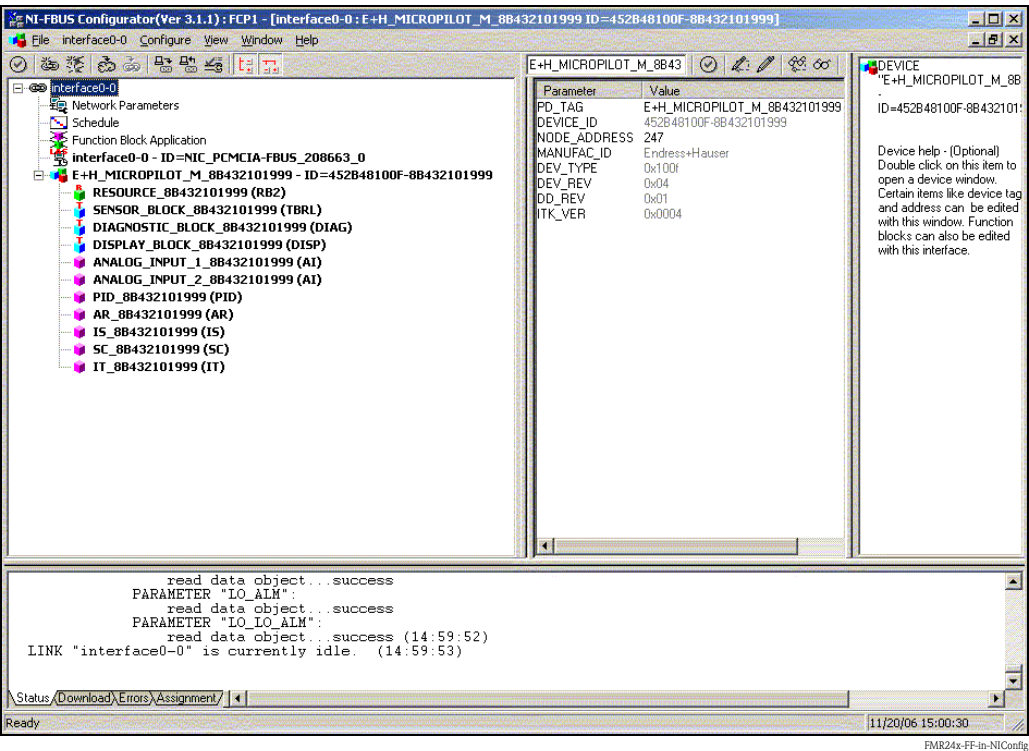 NI-FBUS Configurator(Ver 3.1.1) : FCP1 - [interface0-0 : E+H_MICROPILOT_M_8B432101999 ID=452B48100F-8B432101999]
File interface0-0 Configure View Window Help
E+H_MICROPILOT_M_8B43
interface0-0
Network Parameters
Schedule
Function Block Application
interface0-0 - ID=NIC_PCMCIA-FBUS_208663_0
E+H_MICROPILOT_M_8B432101999 - ID=452B48100F-8B432101999
RESOURCE_8B432101999 (RB2)
SENSOR_BLOCK_8B432101999 (TBRL)
DIAGNOSTIC_BLOCK_8B432101999 (DIAG)
DISPLAY_BLOCK_8B432101999 (DISP)
ANALOG_INPUT_1_8B432101999 (AI)
ANALOG_INPUT_2_8B432101999 (AI)
PID_8B432101999 (PID)
AR_8B432101999 (AR)
IS_8B432101999 (IS)
SC_8B432101999 (SC)
IT_8B432101999 (IT)
Parameter Value
PD_TAG E+H_MICROPILOT_M_8B432101999
DEVICE_ID 452B48100F-8B432101999
NODE_ADDRESS 247
MANUFAC_ID Endress+Hauser
DEV_TYPE 0x100f
DEV_REV 0x04
DD_REV 0x01
ITK_VER 0x0004
DEVICE
"E+H_MICROPILOT_M_8B
-
ID=452B48100F-8B432101
Device help - (Optional)
Double click on this item to
open a device window.
Certain items like device tag
and address can be edited
with this window. Function
blocks can also be edited
with this interface.
read data object...success
PARAMETER "LO_ALM":
read data object...success
PARAMETER "LO_LO_ALM":
read data object...success (14:59:52)
LINK "interface0-0" is currently idle. (14:59:53)
Status Download Errors Assignment
Ready 11/20/06 15:00:30
FMR24x-FF-in-NIConfig